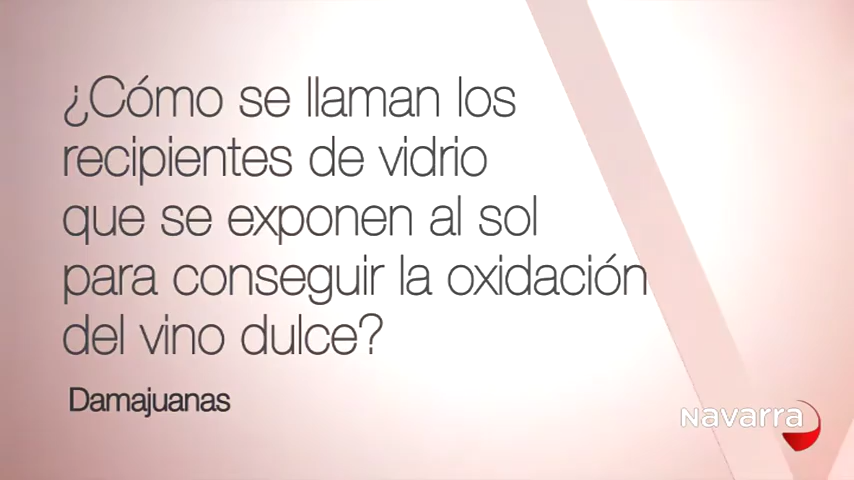 ¿Cómo se llaman los
recipientes de vidrio
que se exponen al sol
para conseguir la oxidación
del vino dulce?
Damajuanas
Navarra